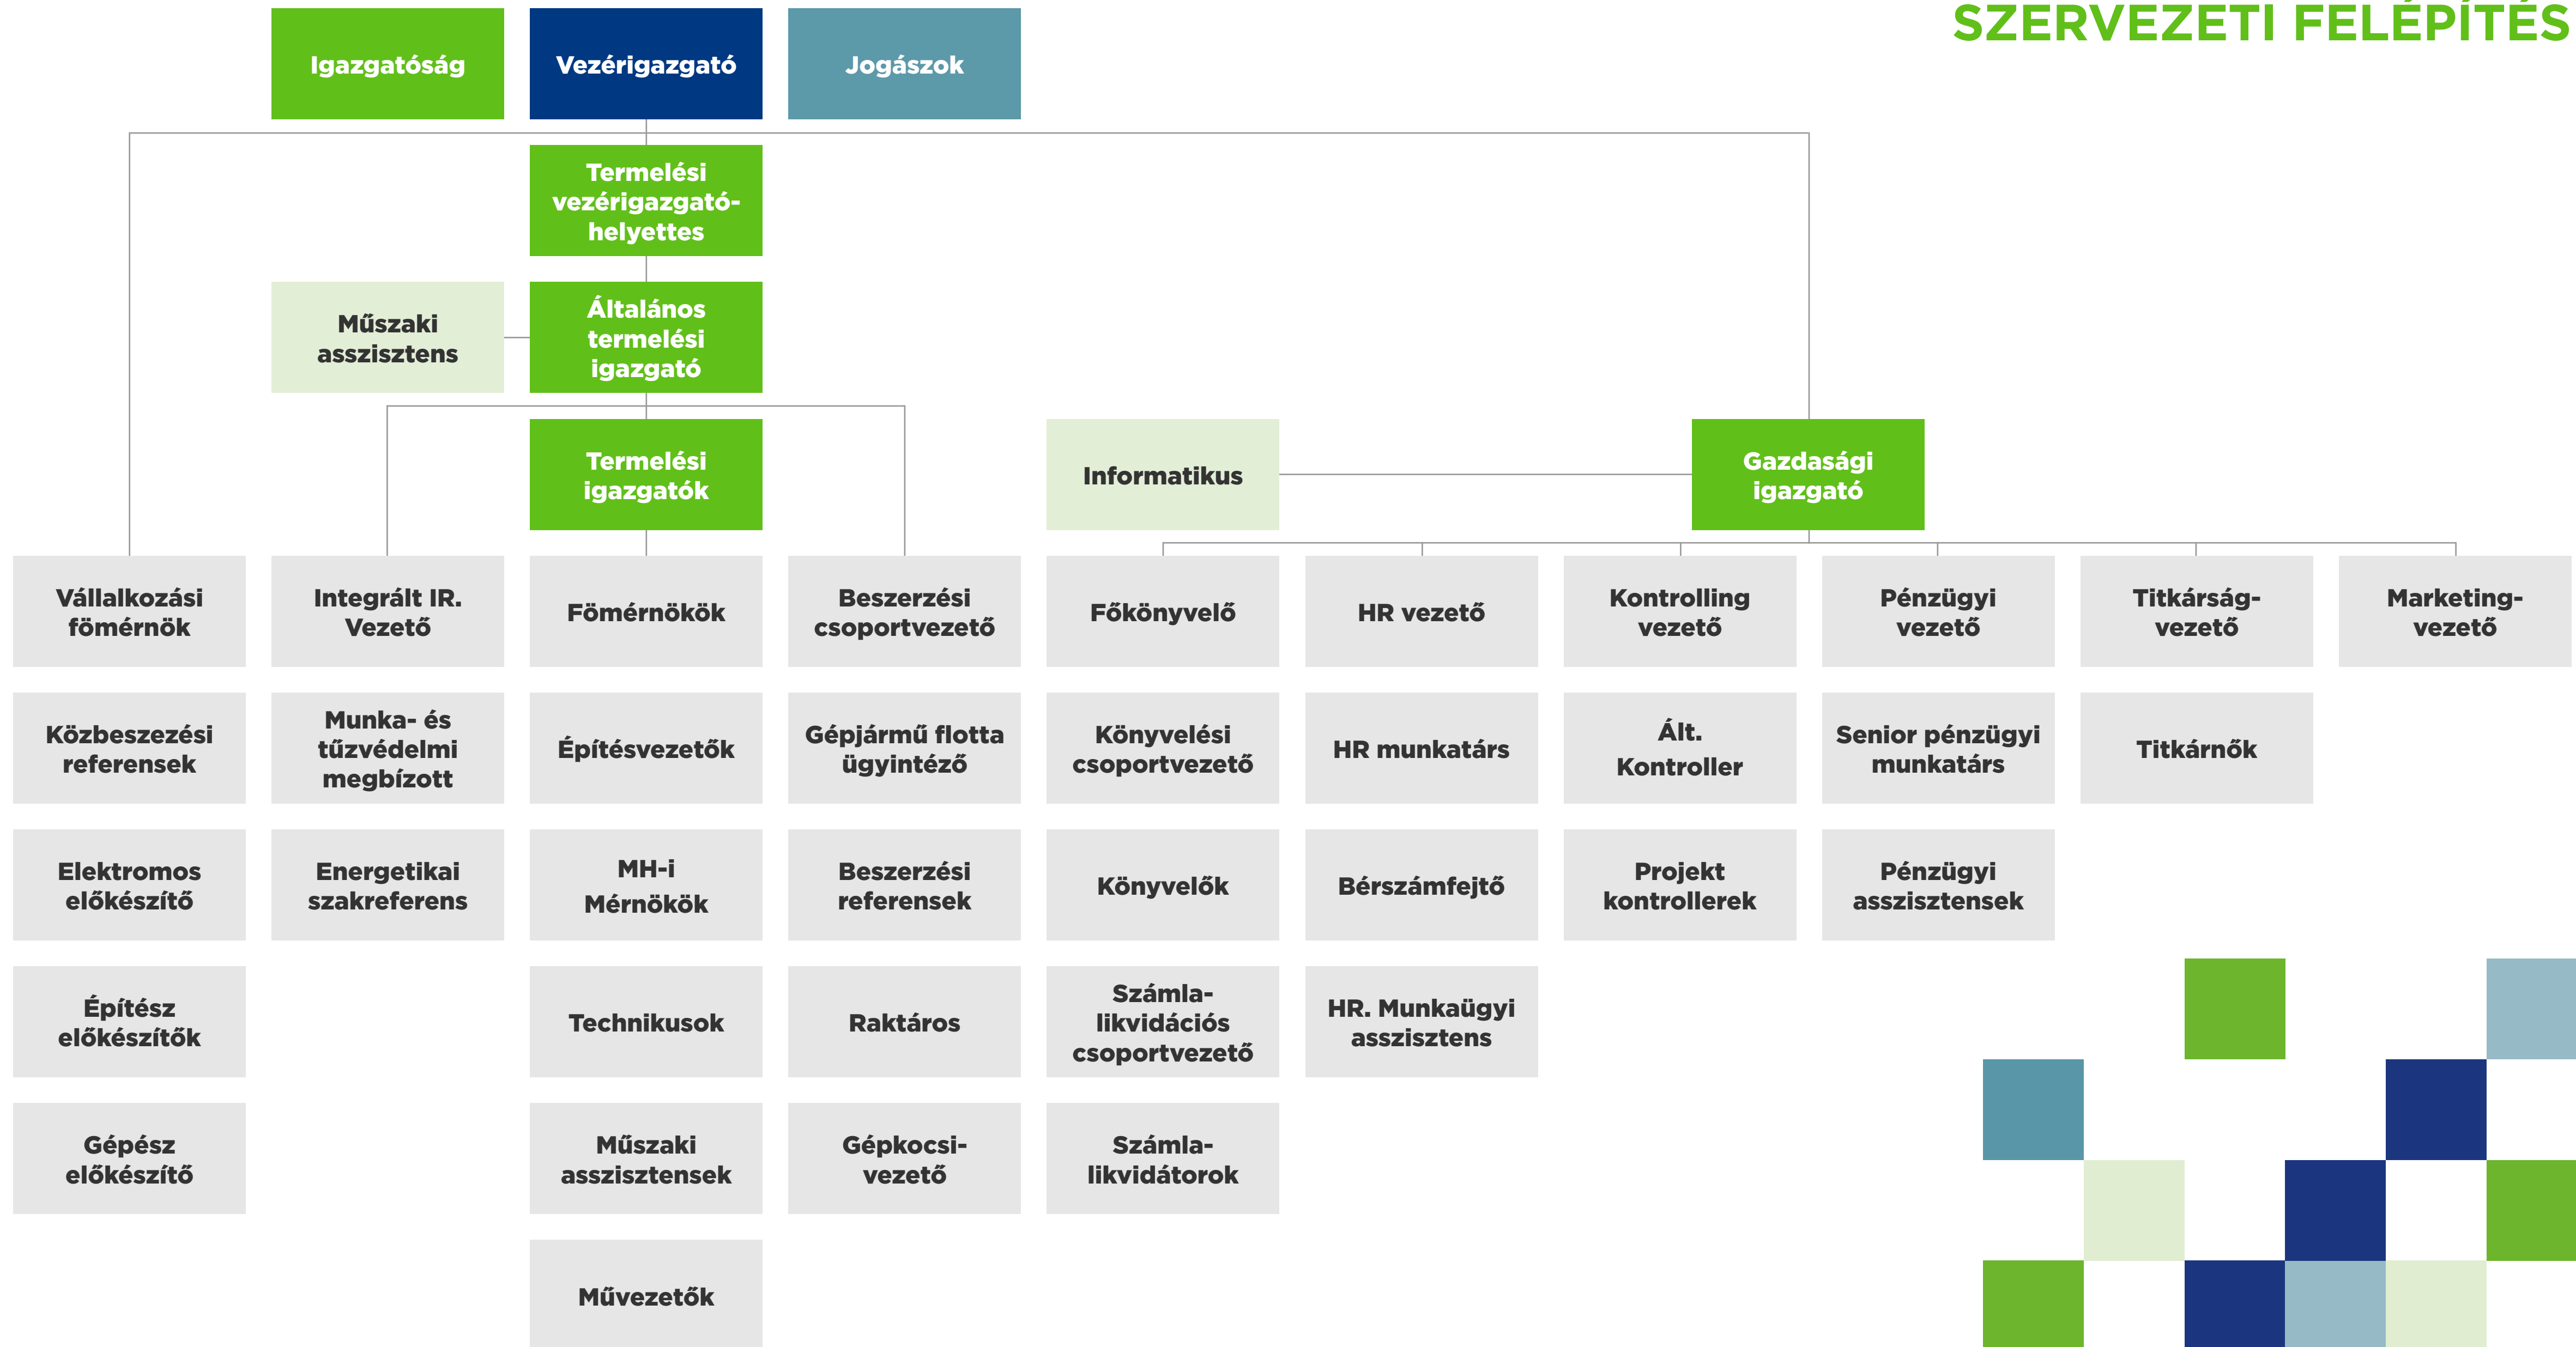 SZERVEZETI FELÉPÍTÉS
Igazgatóság
Vezérigazgató
Jogászok
Termelési
vezérigazgató-
helyettes
Műszaki
asszisztens
Általános
termelési
igazgató
Termelési
igazgatók
Informatikus
Gazdasági
igazgató
Vállalkozási
fömérnök
Integrált IR.
Vezető
Fömérnökök
Beszerzési
csoportvezető
Főkönyvelő
HR vezető
Kontrolling
vezető
Pénzügyi
vezető
Titkárság-
vezető
Marketing-
vezető
Közbeszezési
referensek
Munka- és
tűzvédelmi
megbízott
Építésvezetők
Gépjármű flotta
ügyintéző
Könyvelési
csoportvezető
HR munkatárs
Ált.
Kontroller
Senior pénzügyi
munkatárs
Titkárnők
Elektromos
előkészítő
Energetikai
szakreferens
MH-i
Mérnökök
Beszerzési
referensek
Könyvelők
Bérszámfejtő
Projekt
kontrollerek
Pénzügyi
asszisztensek
Építész
előkészítők
Technikusok
Raktáros
Számla-
likvidációs
csoportvezető
HR. Munkaügyi
asszisztens
Gépész
előkészítő
Műszaki
asszisztensek
Gépkocsi-
vezető
Számla-
likvidátorok
Művezetők